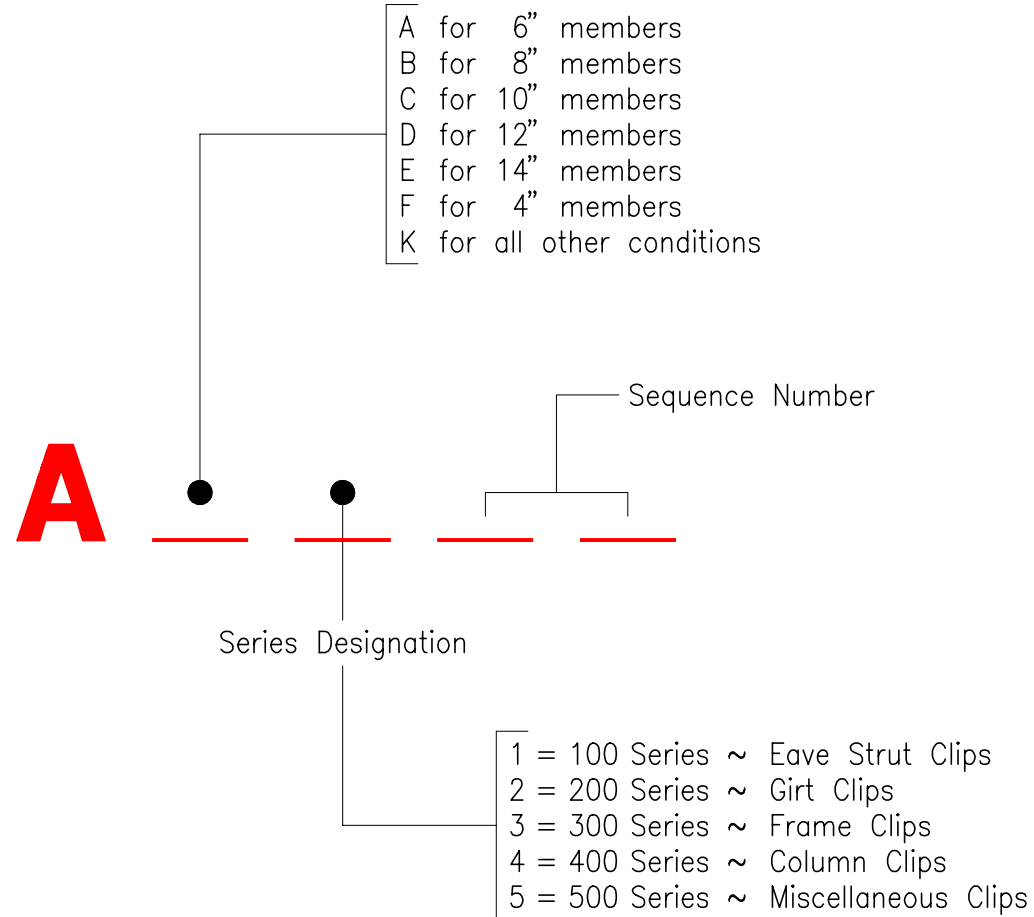 A for 6” members
B for 8” members
C for 10” members
D for 12” members
E for 14” members
F for 4” members
K for all other conditions
Sequence Number
A
Series Designation
1 = 100 Series ~ Eave Strut Clips
2 = 200 Series ~ Girt Clips
3 = 300 Series ~ Frame Clips
4 = 400 Series ~ Column Clips
5 = 500 Series ~ Miscellaneous Clips